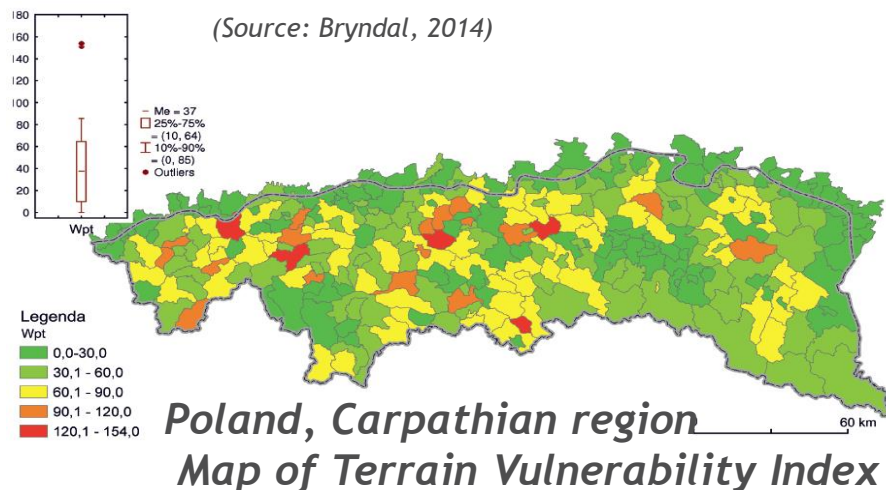 (Source: Bryndal, 2014)
180
160
140
120
100
80
60
40
20
0
Wpt
Me = 37
25%-75%
= (10, 64)
10%-90%
= (0, 85)
Outliers
Legenda
Wpt
0,0-30,0
30,1 - 60,0
60,1 - 90,0
90,1 - 120,0
120,1 - 154,0
60 km
Poland, Carpathian region
Map of Terrain Vulnerability Index